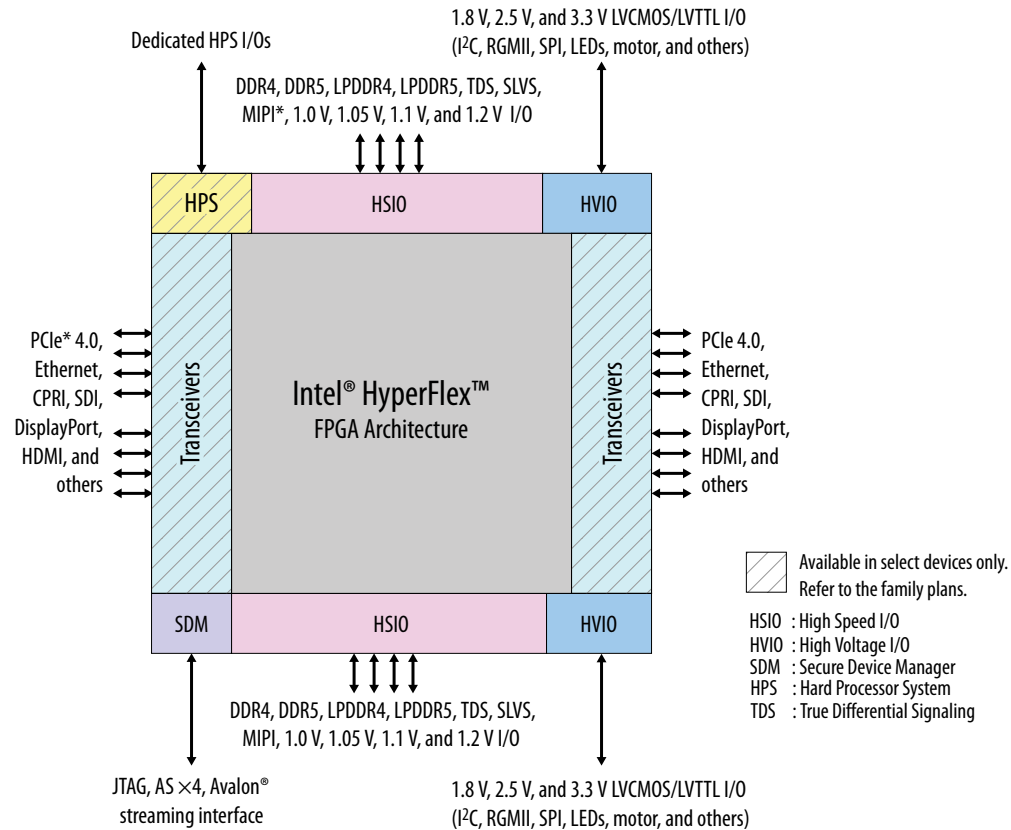 1.8 V, 2.5 V, and 3.3 V LVCMOS/LVTTL I/O
(I²C, RGMII, SPI, LEDs, motor, and others)
Dedicated HPS I/Os
DDR4, DDR5, LPDDR4, LPDDR5, TDS, SLVS,
MIPI*, 1.0 V, 1.05 V, 1.1 V, and 1.2 V I/O
HPS
HSIO
HVIO
PCIe* 4.0,
Ethernet,
CPRI, SDI,
DisplayPort,
HDMI, and
others
Transceivers
Intel® HyperFlex™
FPGA Architecture
Transceivers
PCIe 4.0,
Ethernet,
CPRI, SDI,
DisplayPort,
HDMI, and
others
SDM
HSIO
HVIO
Available in select devices only.
Refer to the family plans.
HSIO : High Speed I/O
HVIO : High Voltage I/O
SDM : Secure Device Manager
HPS : Hard Processor System
TDS : True Differential Signaling
DDR4, DDR5, LPDDR4, LPDDR5, TDS, SLVS,
MIPI, 1.0 V, 1.05 V, 1.1 V, and 1.2 V I/O
JTAG, AS ×4, Avalon®
streaming interface
1.8 V, 2.5 V, and 3.3 V LVCMOS/LVTTL I/O
(I²C, RGMII, SPI, LEDs, motor, and others)